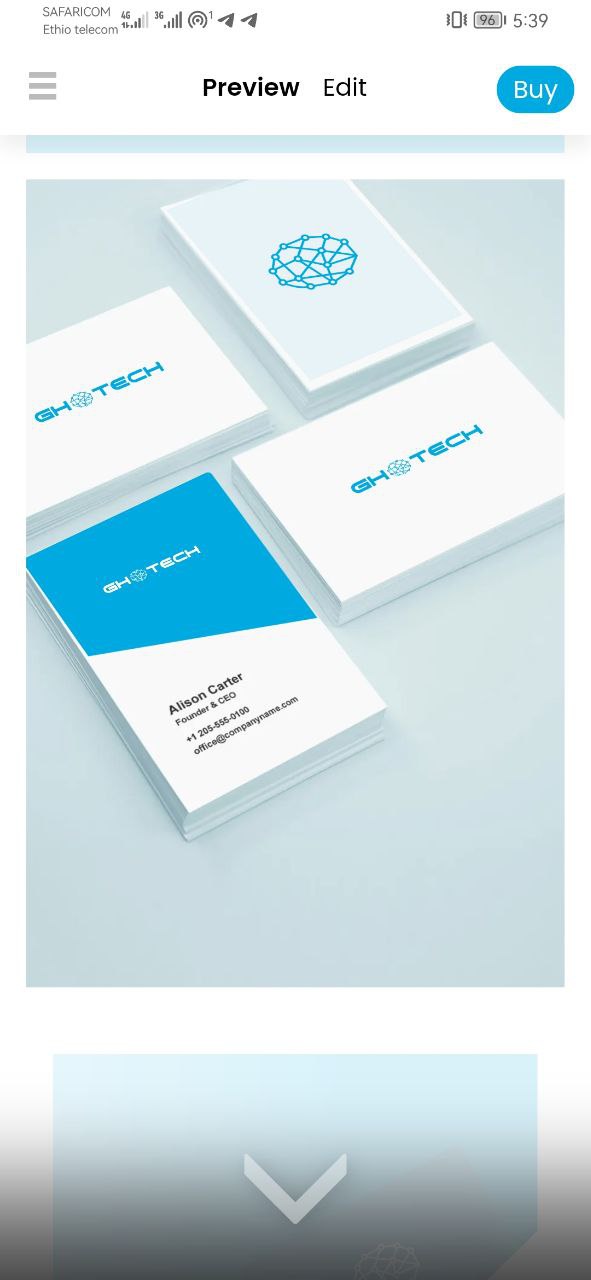 SAFARICOM
Ethio telecom
4G
3G
1
96
5:39
Preview Edit
Buy
GH TECH
GH TECH
GH TECH
Alison Carter
Founder & CEO
+1 205-555-0100
office@companyname.com